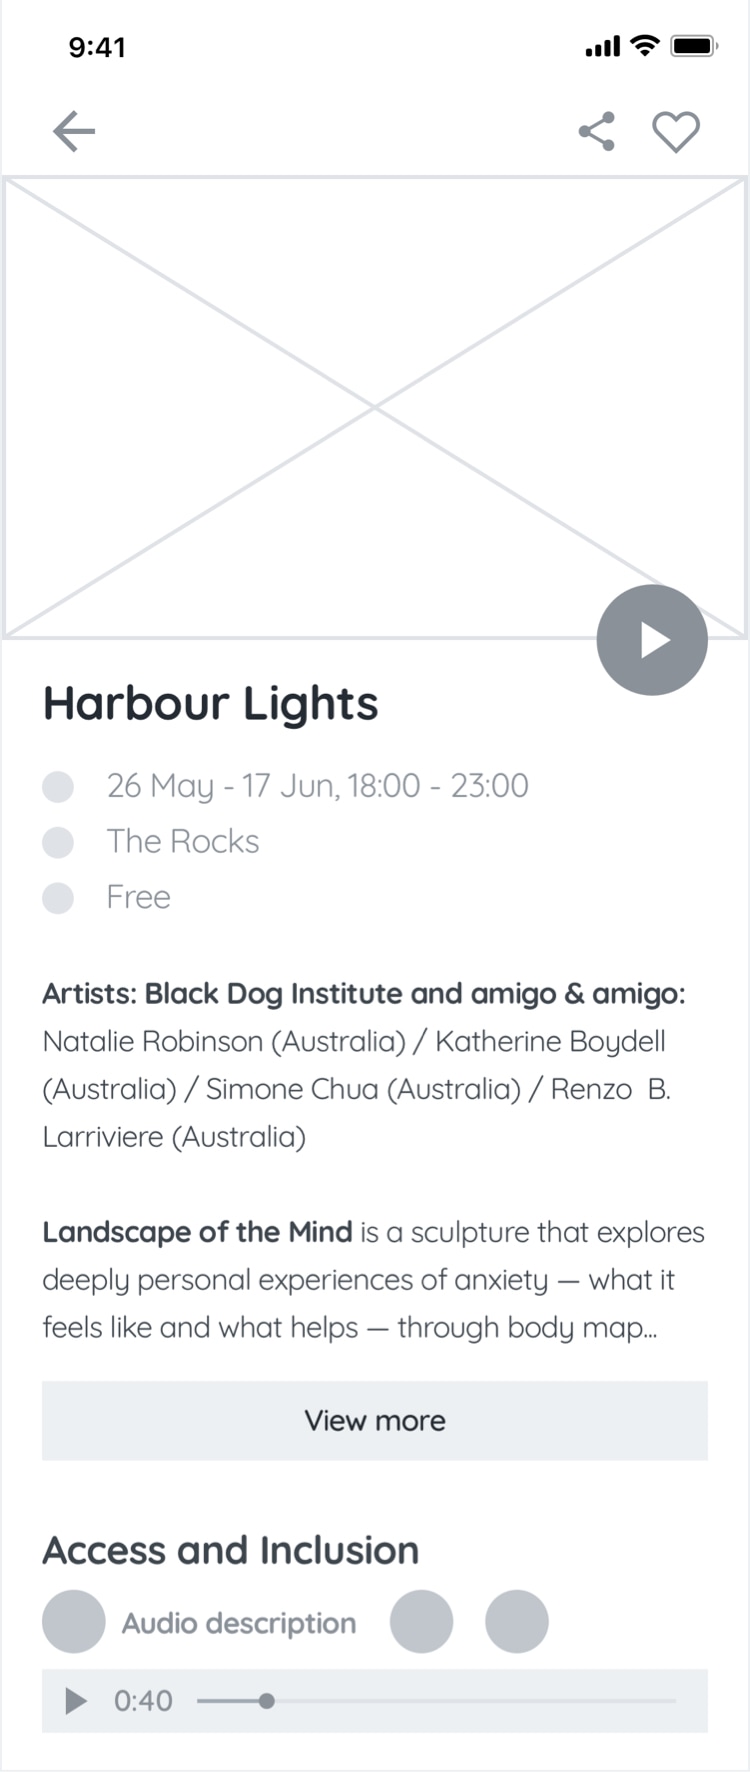 9:41
Harbour Lights
26 May - 17 Jun, 18:00 - 23:00
The Rocks
Free
Artists: Black Dog Institute and amigo & amigo:
Natalie Robinson (Australia) / Katherine Boydell
(Australia) / Simone Chua (Australia) / Renzo  B.
Larriviere (Australia)
Landscape of the Mind is a sculpture that explores
deeply personal experiences of anxiety — what it
feels like and what helps — through body map...
View more
Access and Inclusion
Audio description
0:40